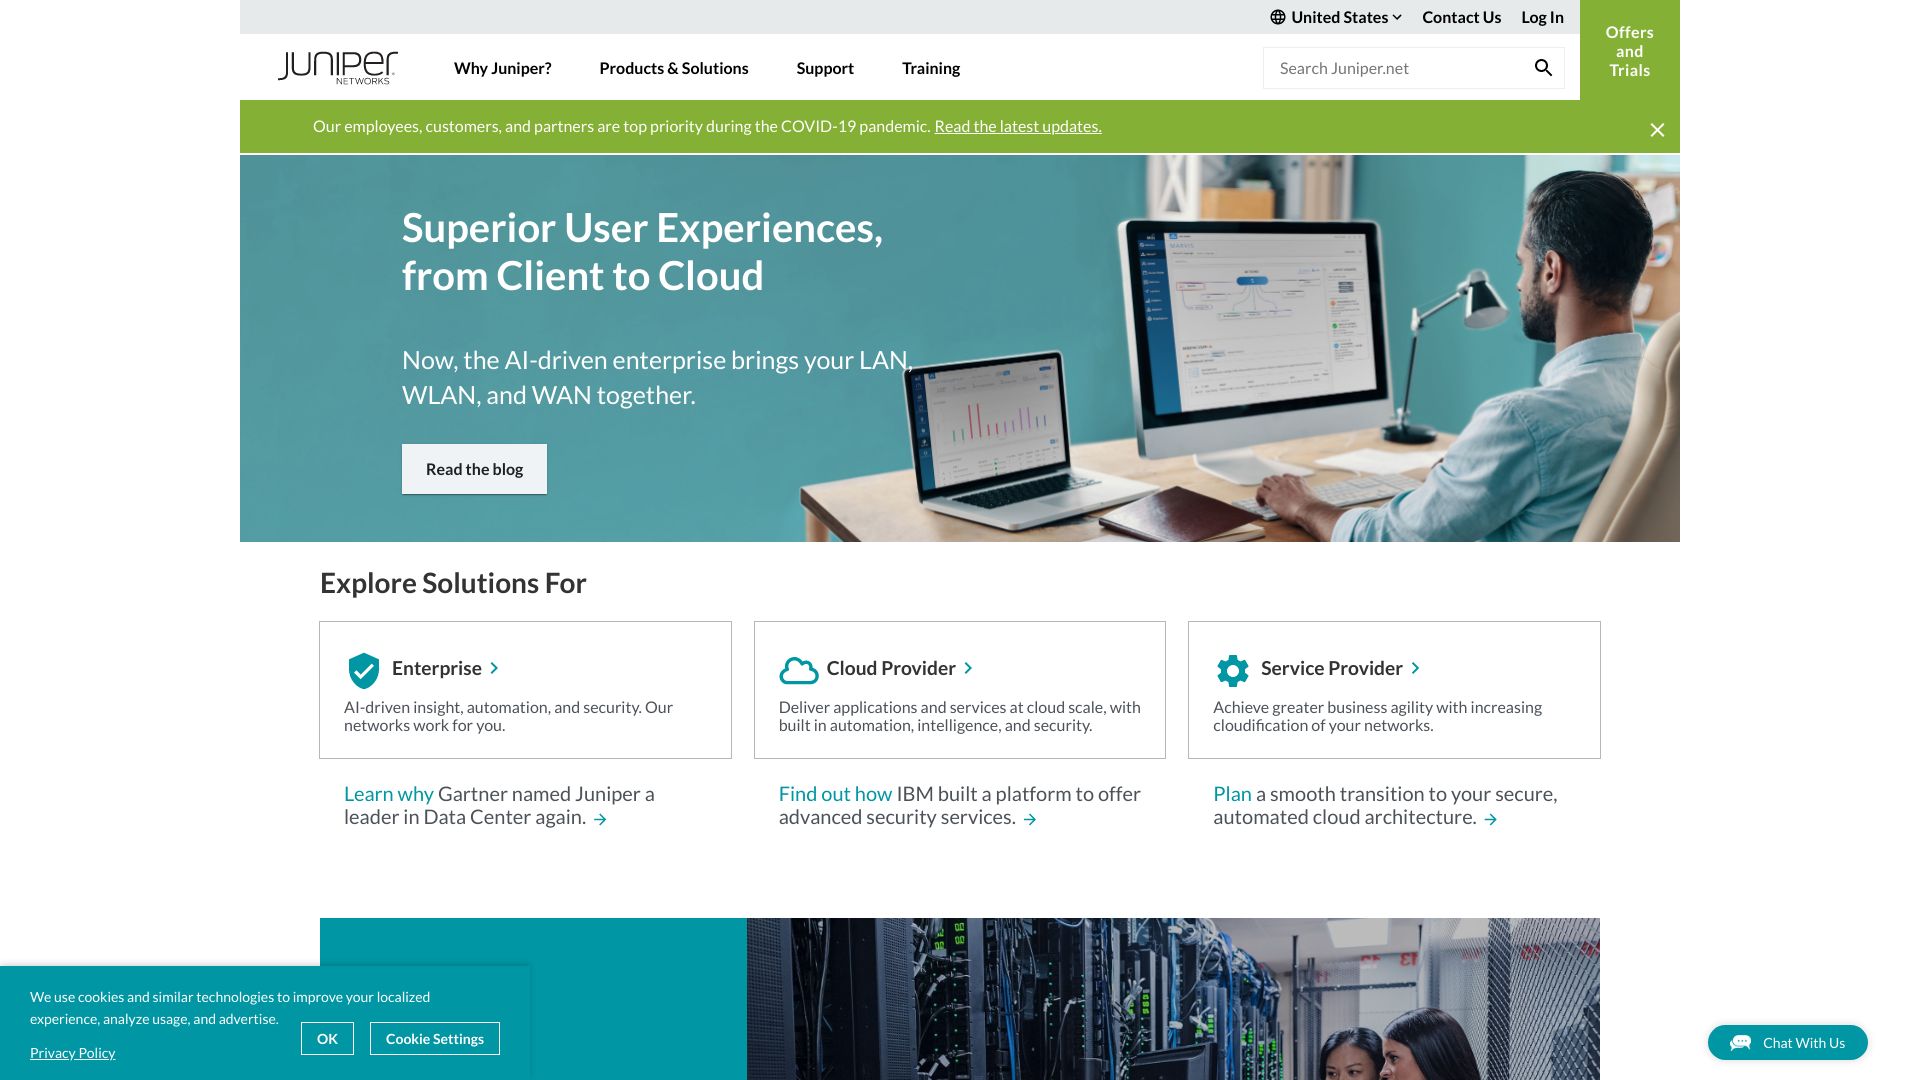 United States
Contact Us
Log In
Offers
and
Trials
JUNIPer
NETWORKS
Why Juniper?
Products & Solutions
Support
Training
Search Juniper.net
Our employees, customers, and partners are top priority during the COVID-19 pandemic. Read the latest updates.
Superior User Experiences,
from Client to Cloud
Now, the AI-driven enterprise brings your LAN,
WLAN, and WAN together.
Read the blog
MARVIS
Explore Solutions For
Enterprise
AI-driven insight, automation, and security. Our
networks work for you.
Cloud Provider
Deliver applications and services at cloud scale, with
built in automation, intelligence, and security.
Service Provider
Achieve greater business agility with increasing
cloudification of your networks.
Learn why Gartner named Juniper a
leader in Data Center again.
Find out how IBM built a platform to offer
advanced security services.
Plan a smooth transition to your secure,
automated cloud architecture.
We use cookies and similar technologies to improve your localized
experience, analyze usage, and advertise.
OK
Cookie Settings
Privacy Policy
Chat With Us